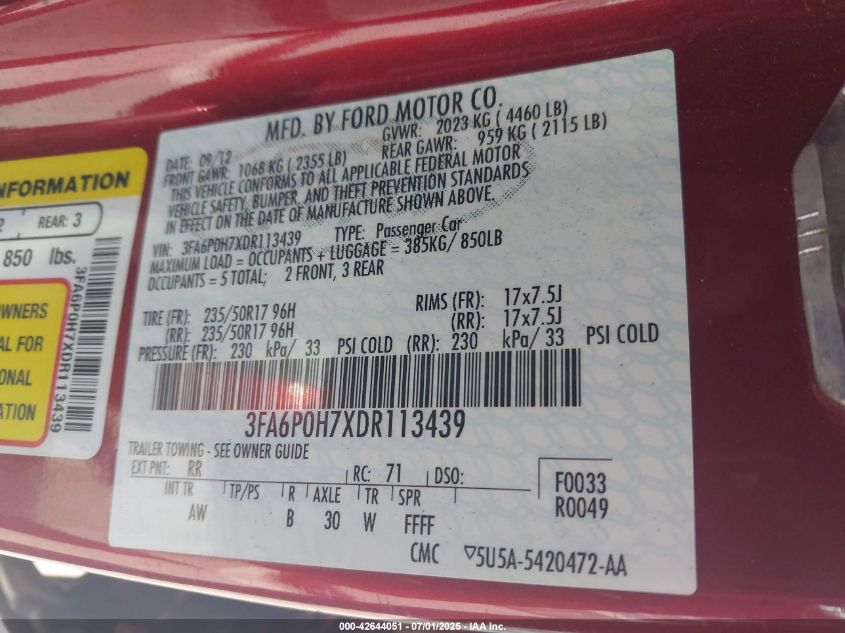 INFORMATION
2 REAR: 3
850 lbs.
OWNERS
AL FOR
ONAL
ATION
3FA6P0H7XDR113439
MFD. BY FORD MOTOR CO.
DATE: 09/12 GVWR: 2023 KG ( 4460 LB)
FRONT GAWR: 1068 KG ( 2355 LB) REAR GAWR: 959 KG ( 2115 LB)
THIS VEHICLE CONFORMS TO ALL APPLICABLE FEDERAL MOTOR
VEHICLE SAFETY, BUMPER, AND THEFT PREVENTION STANDARDS
IN EFFECT ON THE DATE OF MANUFACTURE SHOWN ABOVE.
VIN: 3FA6P0H7XDR113439 TYPE: Passenger Car
MAXIMUM LOAD = OCCUPANTS + LUGGAGE = 385KG/ 850LB
OCCUPANTS = 5 TOTAL; 2 FRONT, 3 REAR
TIRE (FR): 235/50R17 96H RIMS (FR): 17x7.5J
(RR): 235/50R17 96H (RR): 17x7.5J
PRESSURE (FR): 230 kPa/ 33 PSI COLD (RR): 230 kPa/ 33 PSI COLD
3FA6P0H7XDR113439
TRAILER TOWING - SEE OWNER GUIDE
EXT PNT: RR RC: 71 DSO:
INT TR TP/PS R AXLE TR SPR
AW B 30 W FFFF
F0033
R0049
CMC ▽5U5A-5420472-AA
000-42644051 | 07/01/2025 | IAA Inc.